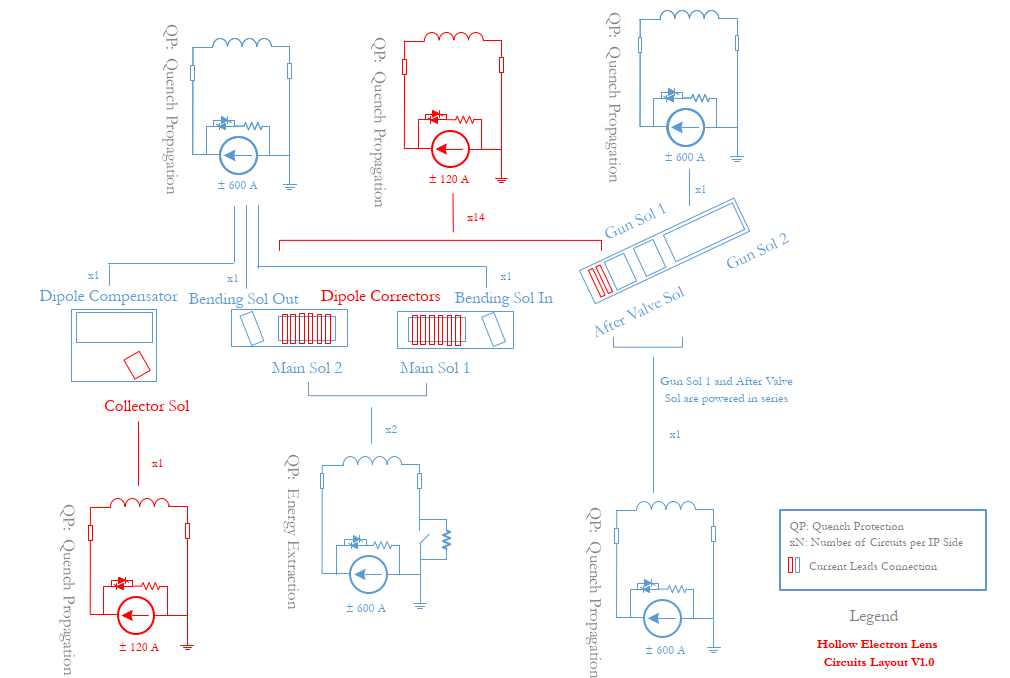 QP: Quench Propagation
± 600 A
QP: Quench Propagation
± 120 A
QP: Quench Propagation
± 600 A
x1
x14
Gun Sol 1
Gun Sol 2
After Valve Sol
x1
Dipole Compensator
x1
Bending Sol Out
Dipole Correctors
x1
Bending Sol In
Main Sol 2
Main Sol 1
Collector Sol
x1
x2
Gun Sol 1 and After Valve
Sol are powered in series
x1
QP: Quench Propagation
± 120 A
QP: Energy Extraction
± 600 A
QP: Quench Propagation
± 600 A
QP: Quench Protection
xN: Number of Circuits per IP Side
Current Leads Connection
Legend
Hollow Electron Lens
Circuits Layout V1.0